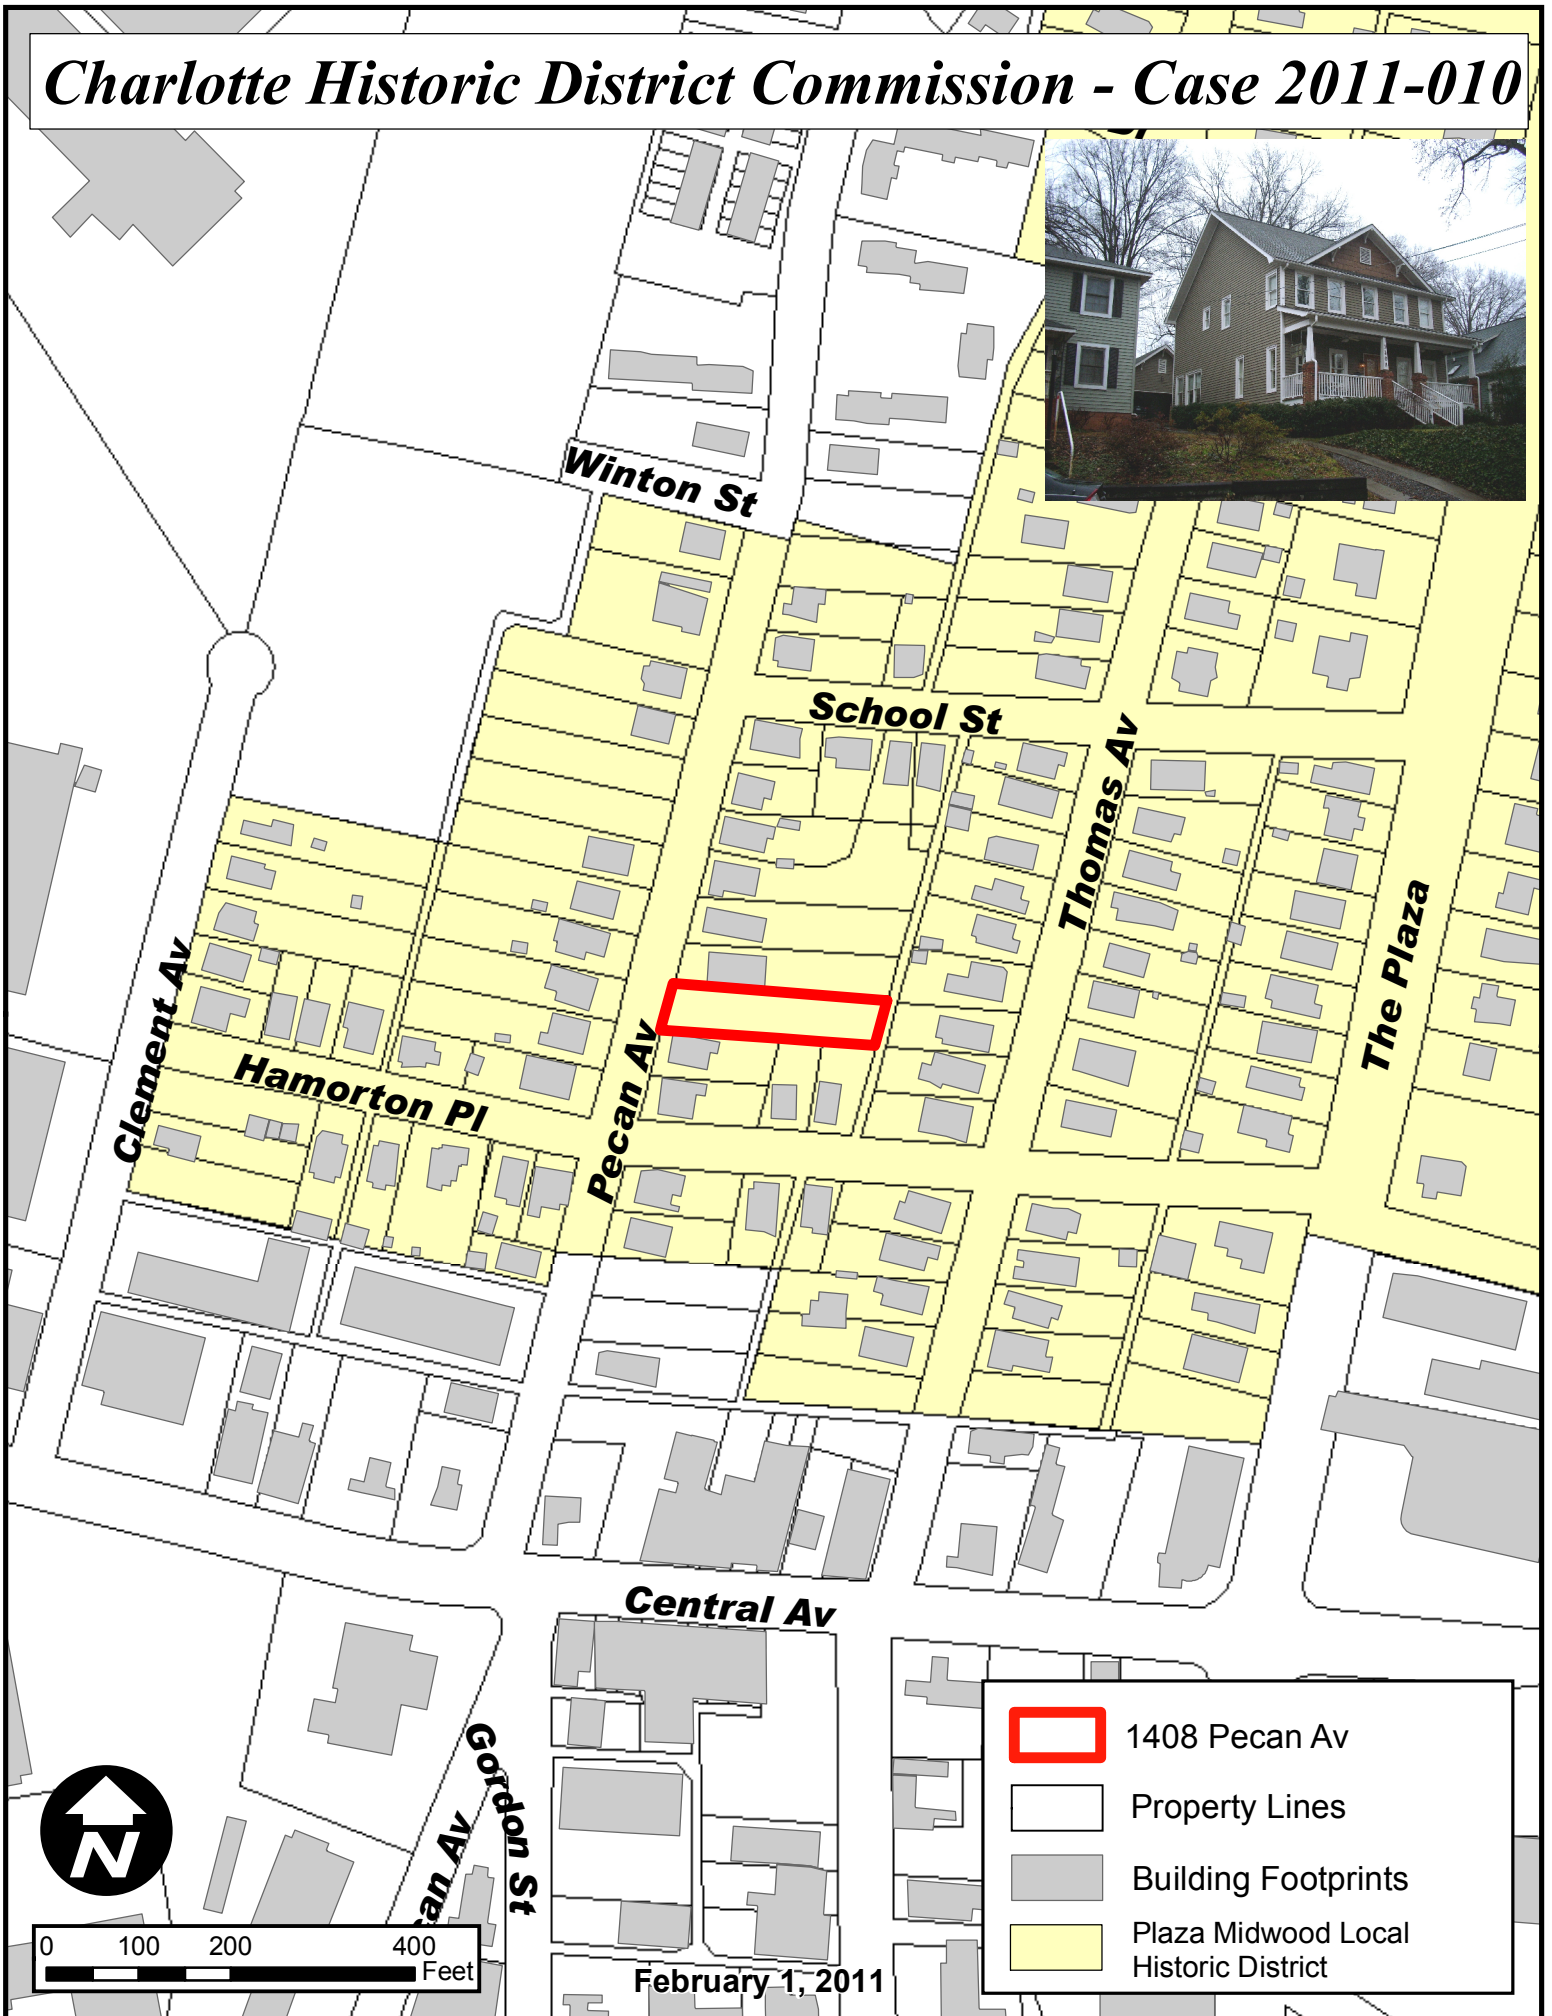 Charlotte Historic District Commission - Case 2011-010
Winton St
School St
Thomas Av
The Plaza
Clement Av
Hamorton Pl
Pecan Av
Central Av
Gordon St
1408 Pecan Av
Property Lines
Building Footprints
Plaza Midwood Local
Historic District
N
can Av
0 100 200 400
Feet
February 1, 2011